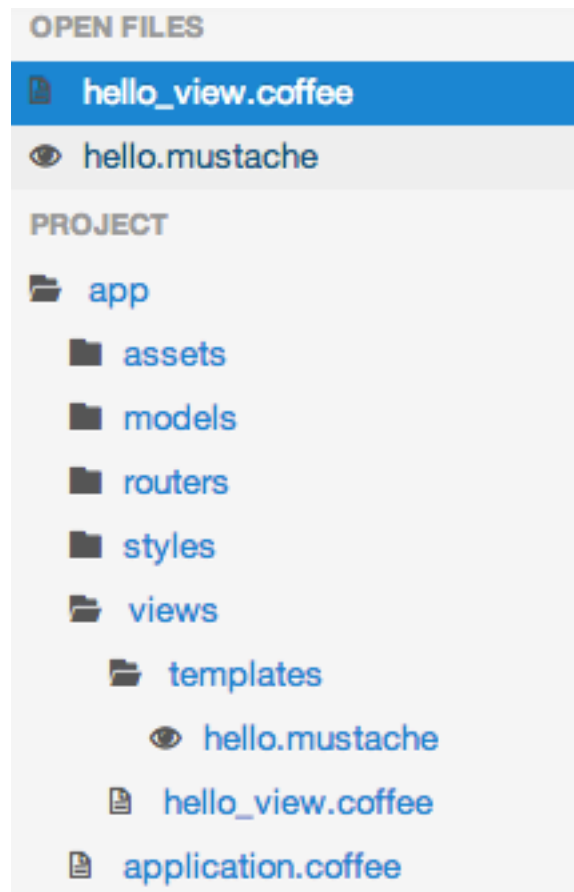 OPEN FILES
hello_view.coffee
hello.mustache
PROJECT
app
assets
models
routers
styles
views
templates
hello.mustache
hello_view.coffee
application.coffee